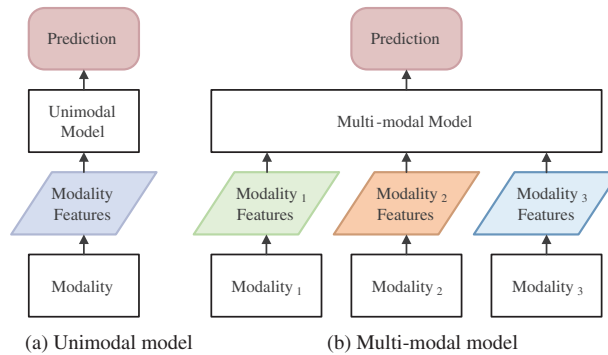 Prediction
Unimodal
Model
Modality
Features
Modality
(a) Unimodal model
Prediction
Multi-modal Model
Modality 1
Features
Modality 2
Features
Modality 3
Features
Modality 1
Modality 2
Modality 3
(b) Multi-modal model